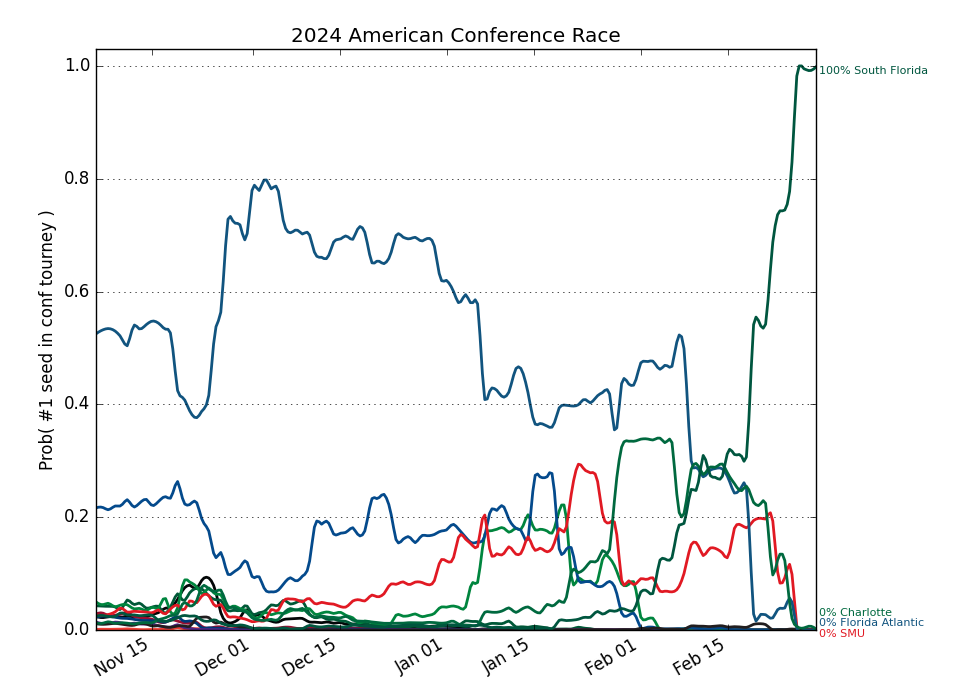 2024 American Conference Race
Prob( #1 seed in conf tourney )
1.0
0.8
0.6
0.4
0.2
0.0
Nov 15
Dec 01
Dec 15
Jan 01
Jan 15
Feb 01
Feb 15
100% South Florida
0% Charlotte
0% Florida Atlantic
0% SMU